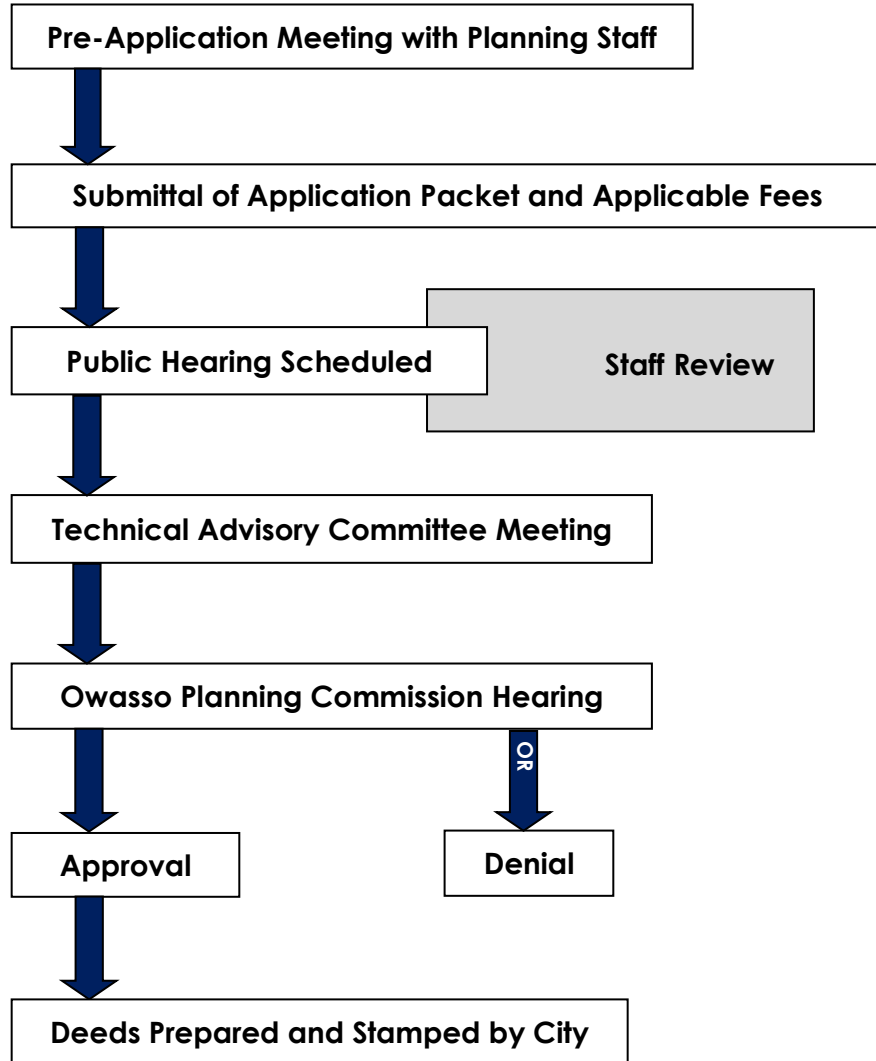 Pre-Application Meeting with Planning Staff
Submittal of Application Packet and Applicable Fees
Public Hearing Scheduled
Staff Review
Technical Advisory Committee Meeting
Owasso Planning Commission Hearing
OR
Approval
Denial
Deeds Prepared and Stamped by City